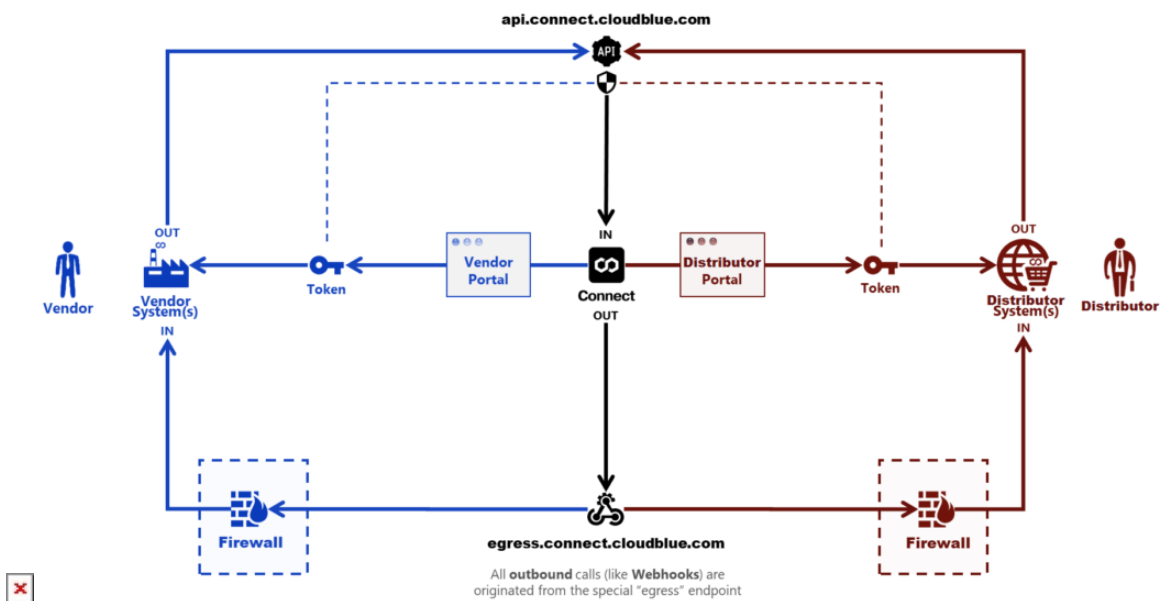 api.connect.cloudblue.com
API
OUT
IN
OUT
Vendor
Portal
Distributor
Portal
Vendor
Vendor
System(s)
Token
Connect
Token
Distributor
System(s)
Distributor
IN
OUT
IN
Firewall
Firewall
egress.connect.cloudblue.com
All outbound calls (like Webhooks) are
originated from the special "egress" endpoint